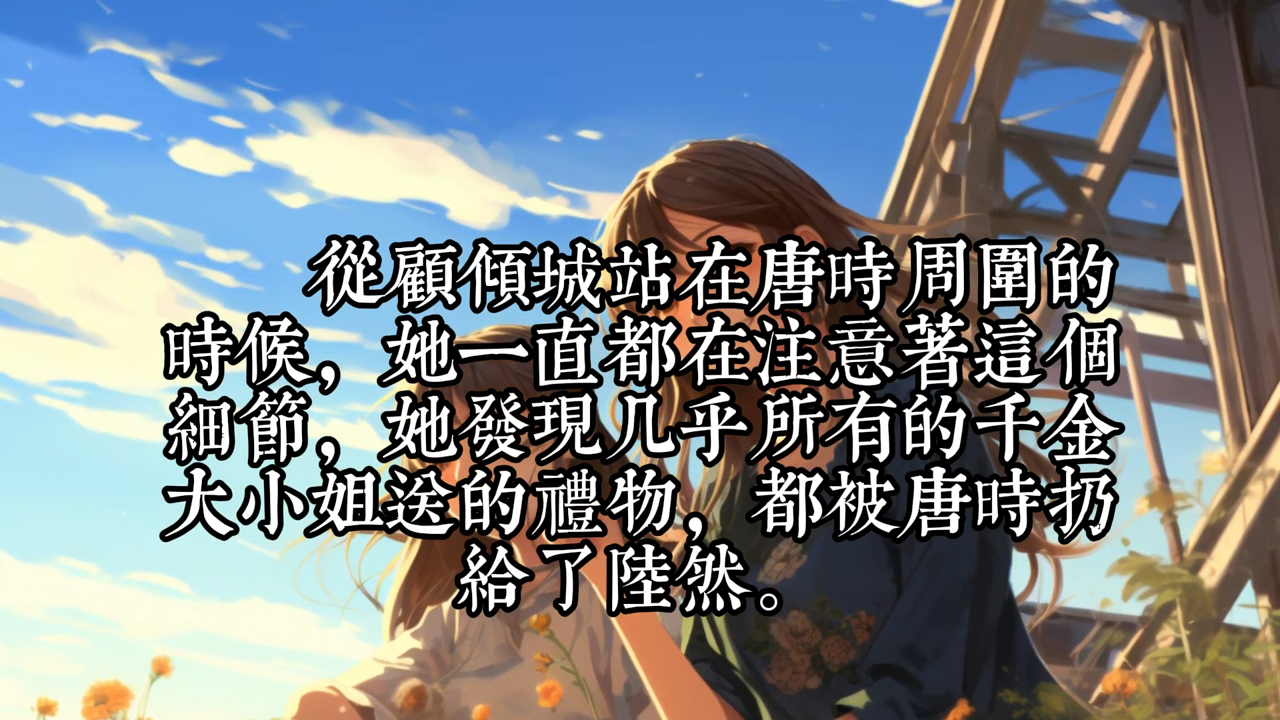 從顧傾城站在唐時周圍的
時候，她一直都在注意著這個
細節，她發現几乎所有的千金
大小姐送的禮物，都被唐時扔
給了陸然。